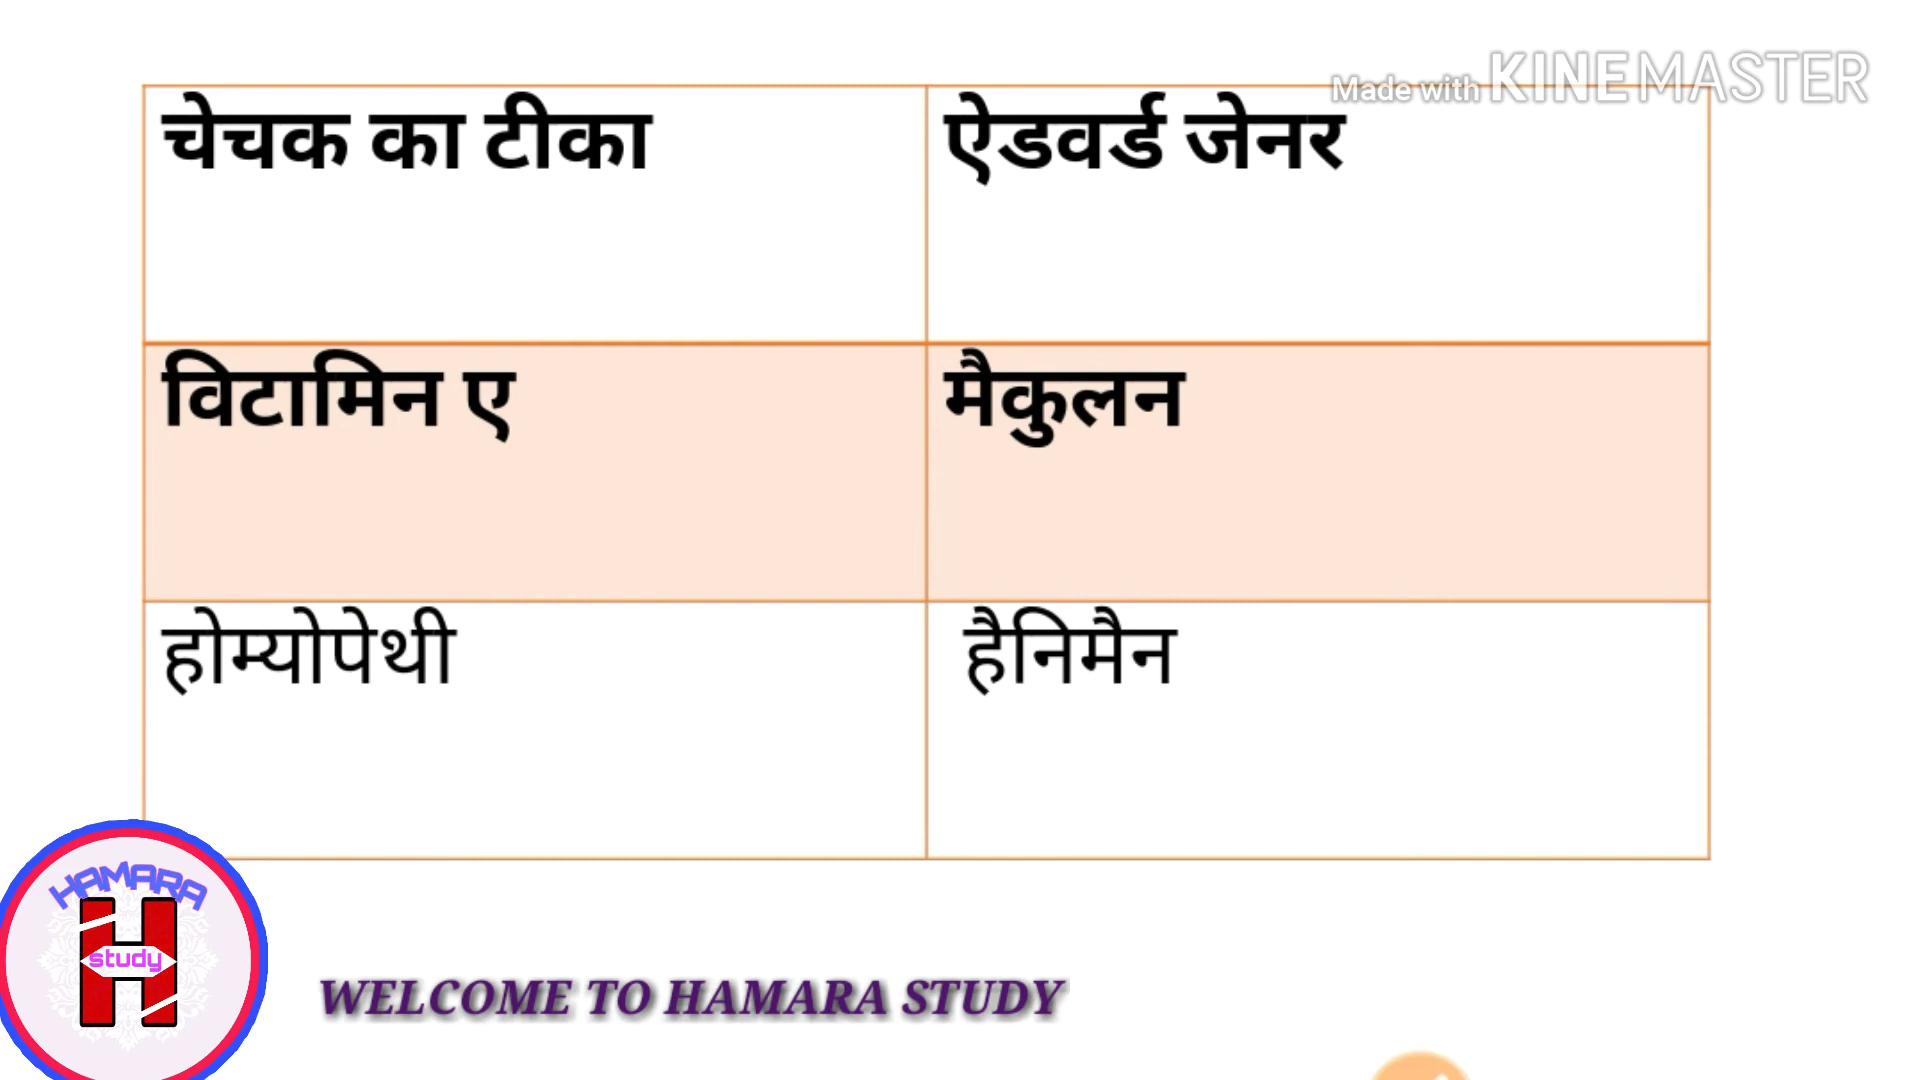 Made with KINEMASTER
चेचक का टीका
ऐडवर्ड जेनर
विटामिन ए
मैकुलन
होम्योपेथी
हैनिमैन
HAMARA
study
WELCOME TO HAMARA STUDY